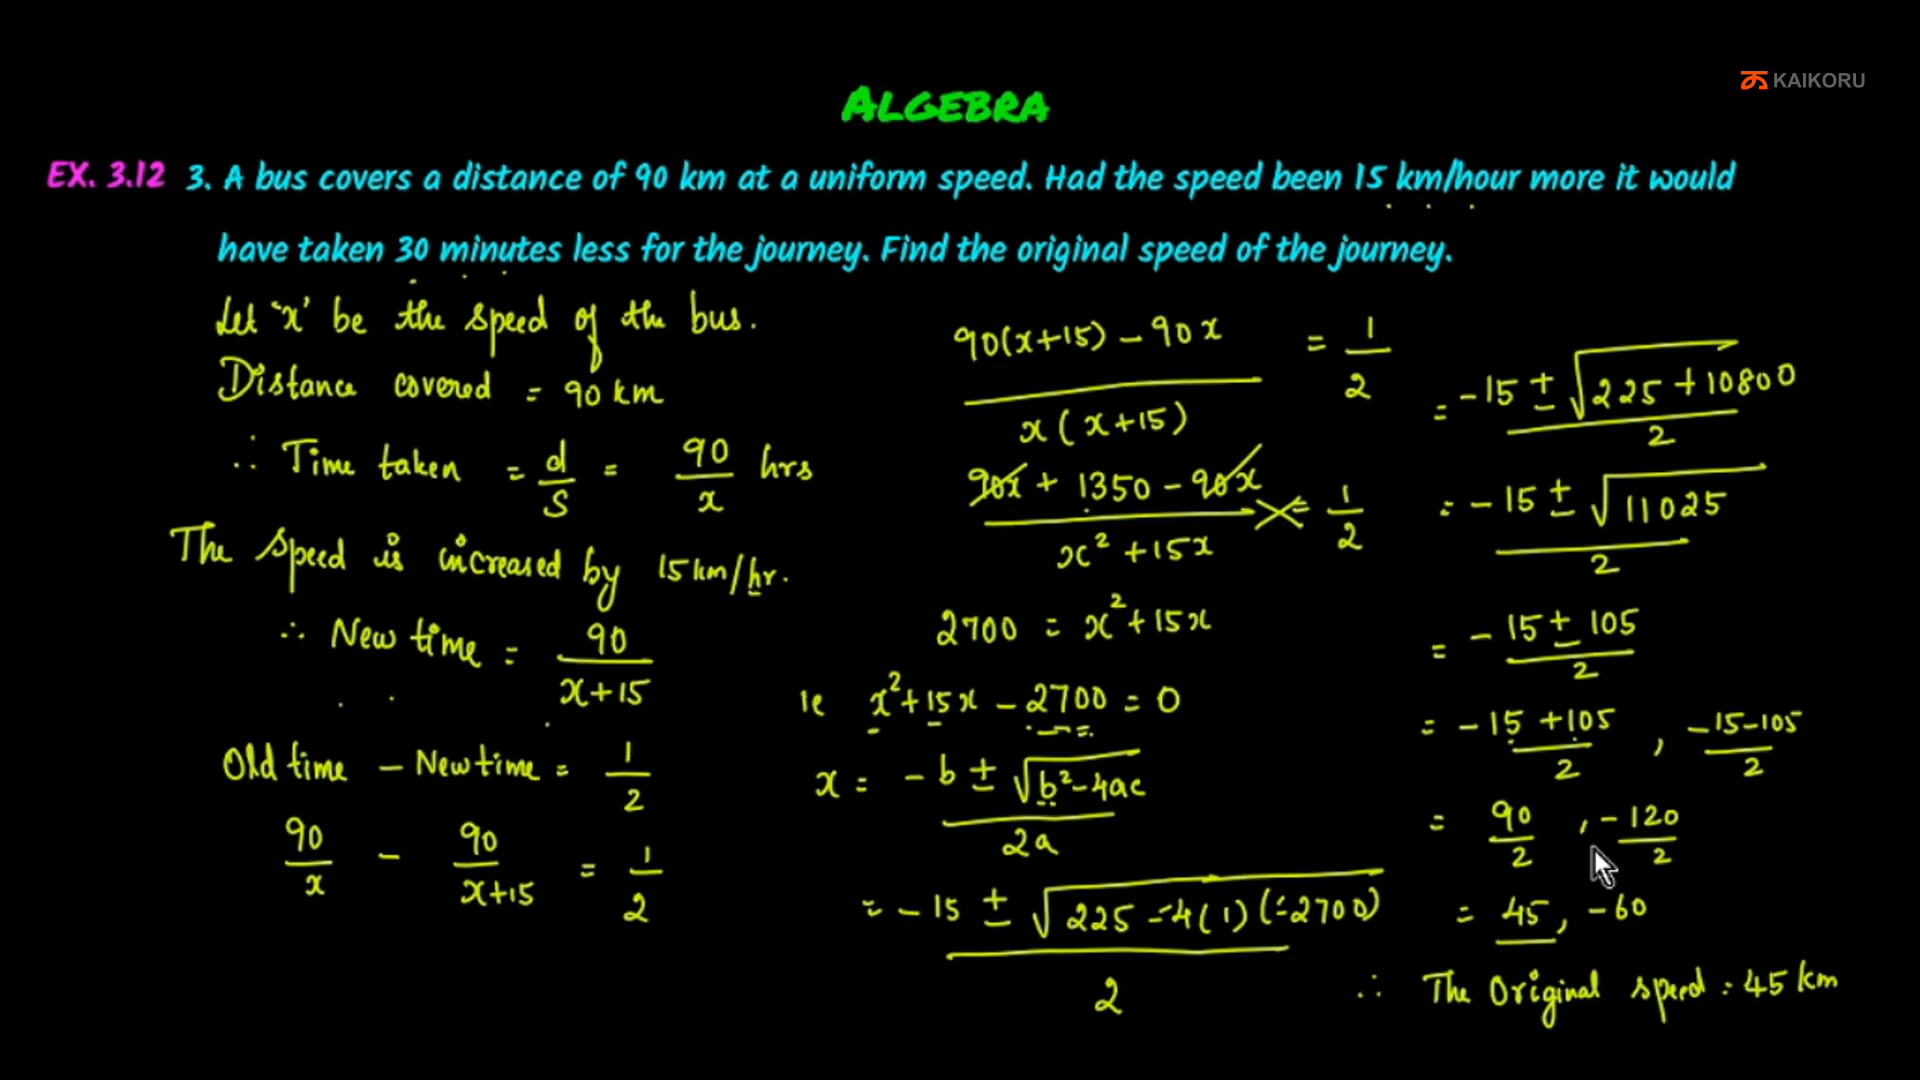 KAIKORU
ALGEBRA
EX. 3.12 3. A bus covers a distance of 90 km at a uniform speed. Had the speed been 15 km/hour more it would
have taken 30 minutes less for the journey. Find the original speed of the journey.
Let 'x' be the speed of the bus.
Distance covered = 90 km
∴ Time taken = d/S = 90/x hrs
The speed is increased by 15 km/hr.
∴ New time = 90/(x+15)
Old time − New time = 1/2
90/x − 90/(x+15) = 1/2
(90(x+15) − 90x)/(x(x+15)) = 1/2
(90x + 1350 − 90x)/(x² + 15x) = 1/2
2700 = x² + 15x
ie x² + 15x − 2700 = 0
x = (−b ± √(b² − 4ac))/2a
= (−15 ± √(225 − 4(1)(−2700)))/2
= (−15 ± √(225 + 10800))/2
= (−15 ± √11025)/2
= (−15 ± 105)/2
= (−15 + 105)/2 , (−15−105)/2
= 90/2 , −120/2
= 45, −60
∴ The Original speed = 45 km